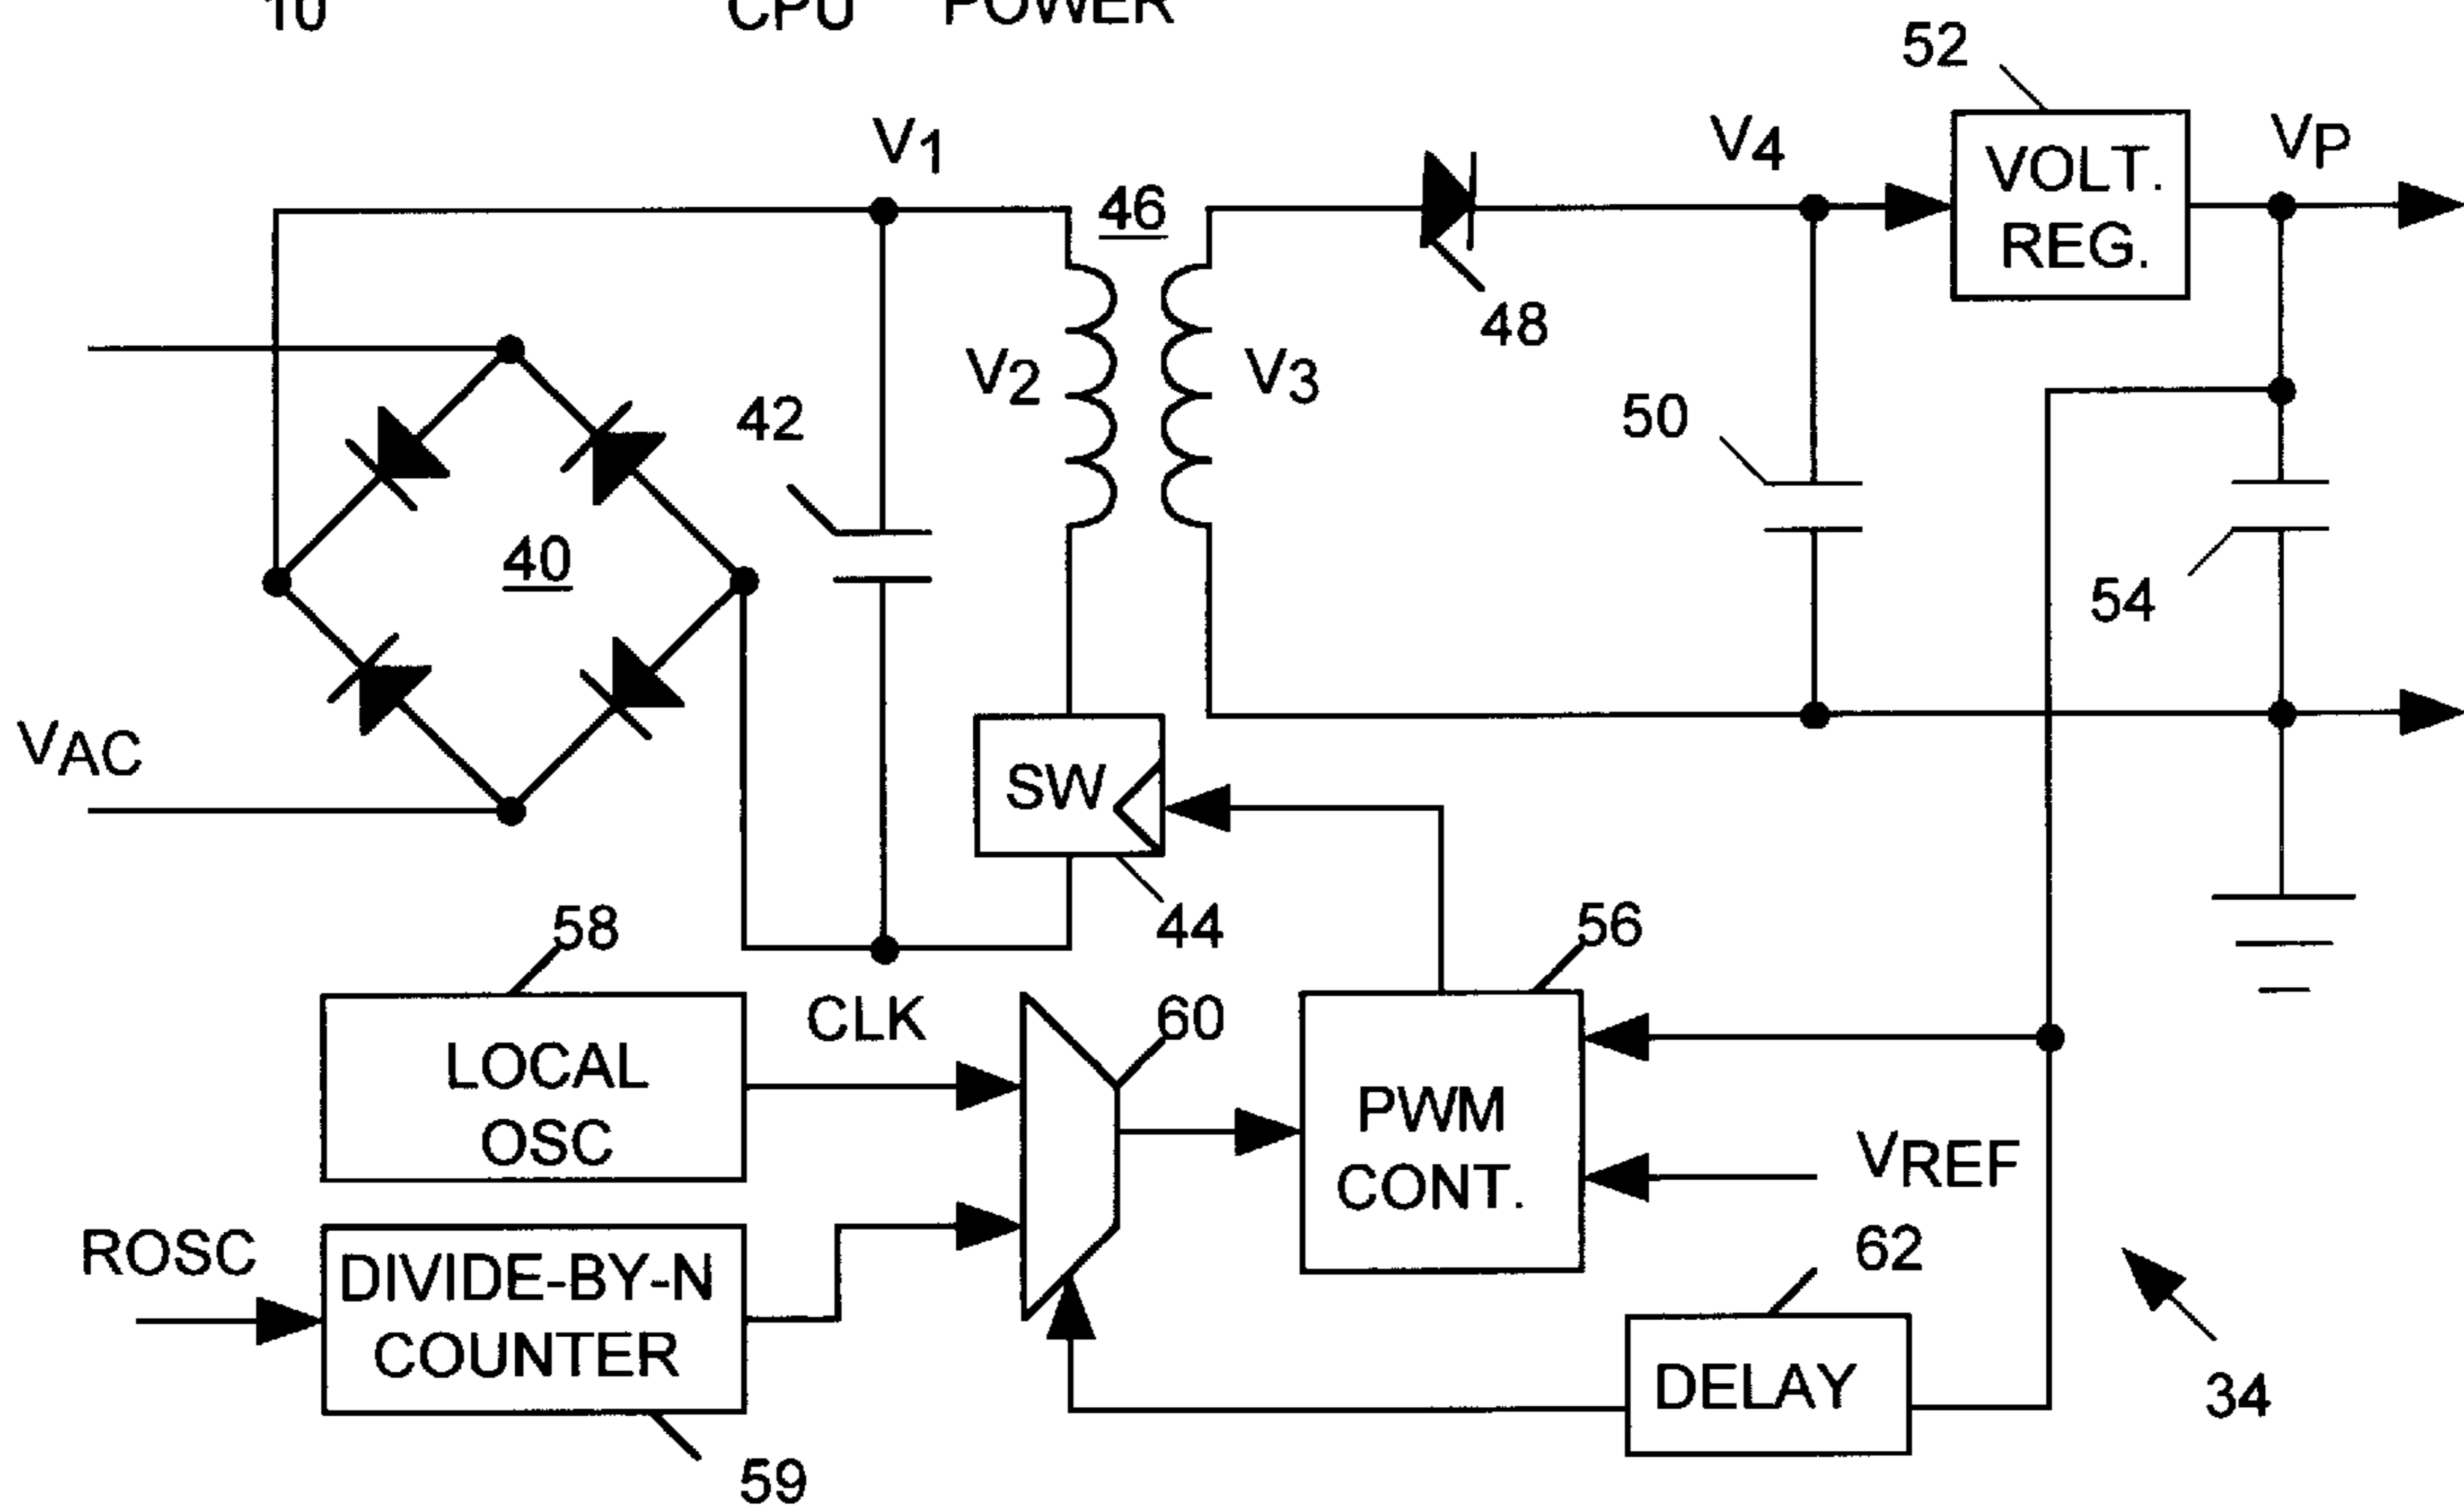 10
CPU
POWER
52
V1
46
V4
VOLT.
REG.
VP
48
V2
V3
42
50
40
54
VAC
SW
44
58
56
CLK
60
LOCAL
OSC
PWM
CONT.
VREF
ROSC
DIVIDE-BY-N
COUNTER
62
DELAY
34
59